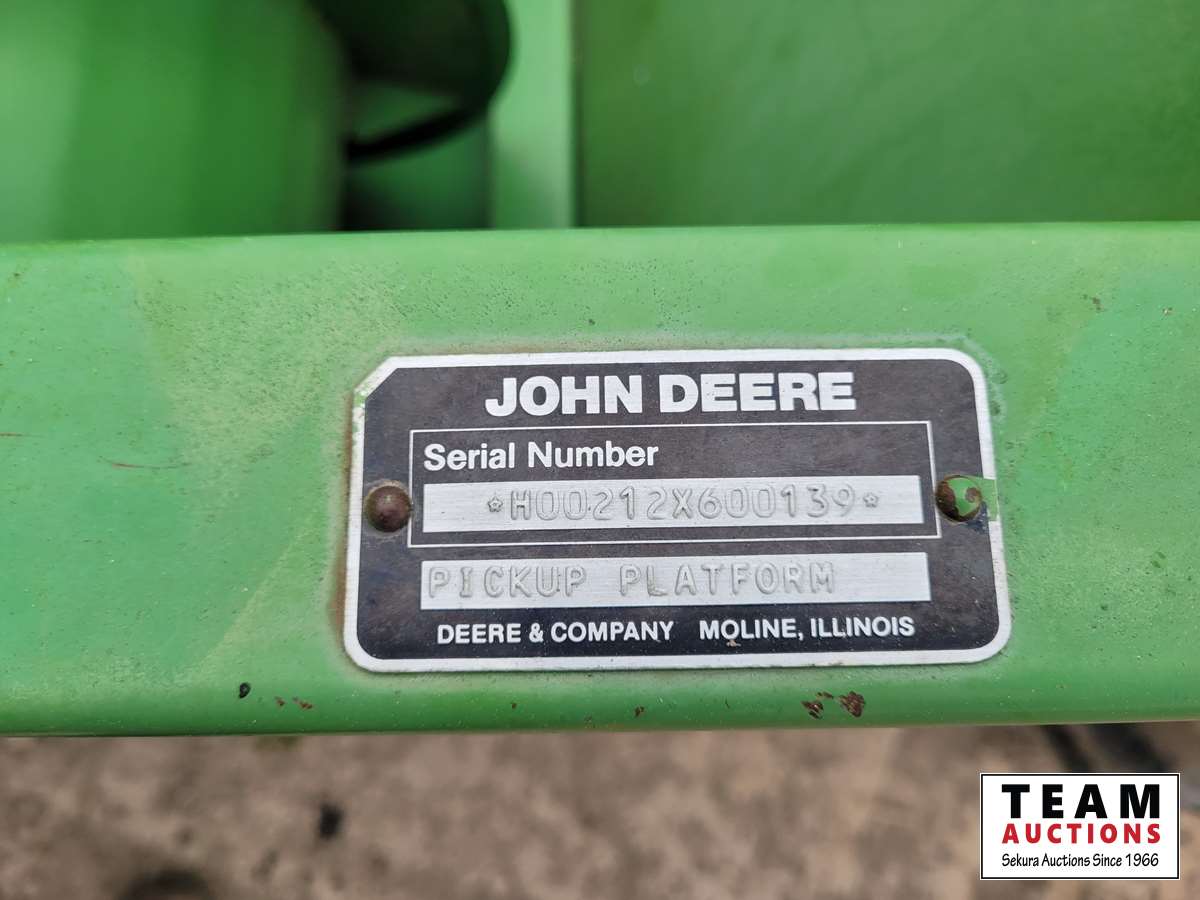 JOHN DEERE
Serial Number
*H00212X600139*
PICKUP PLATFORM
DEERE & COMPANY MOLINE, ILLINOIS
TEAM
AUCTIONS
Sekura Auctions Since 1966